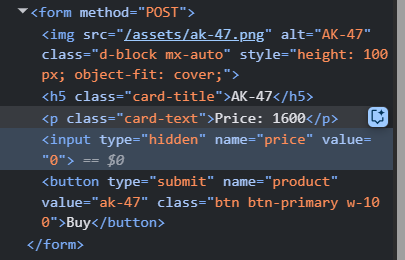 ▼<form method="POST">
<img src="/assets/ak-47.png" alt="AK-47"
class="d-block mx-auto" style="height: 100
px; object-fit: cover;">
<h5 class="card-title">AK-47</h5>
<p class="card-text">Price: 1600</p>
<input type="hidden" name="price" value=
"0"> == $0
<button type="submit" name="product"
value="ak-47" class="btn btn-primary w-10
0">Buy</button>
</form>